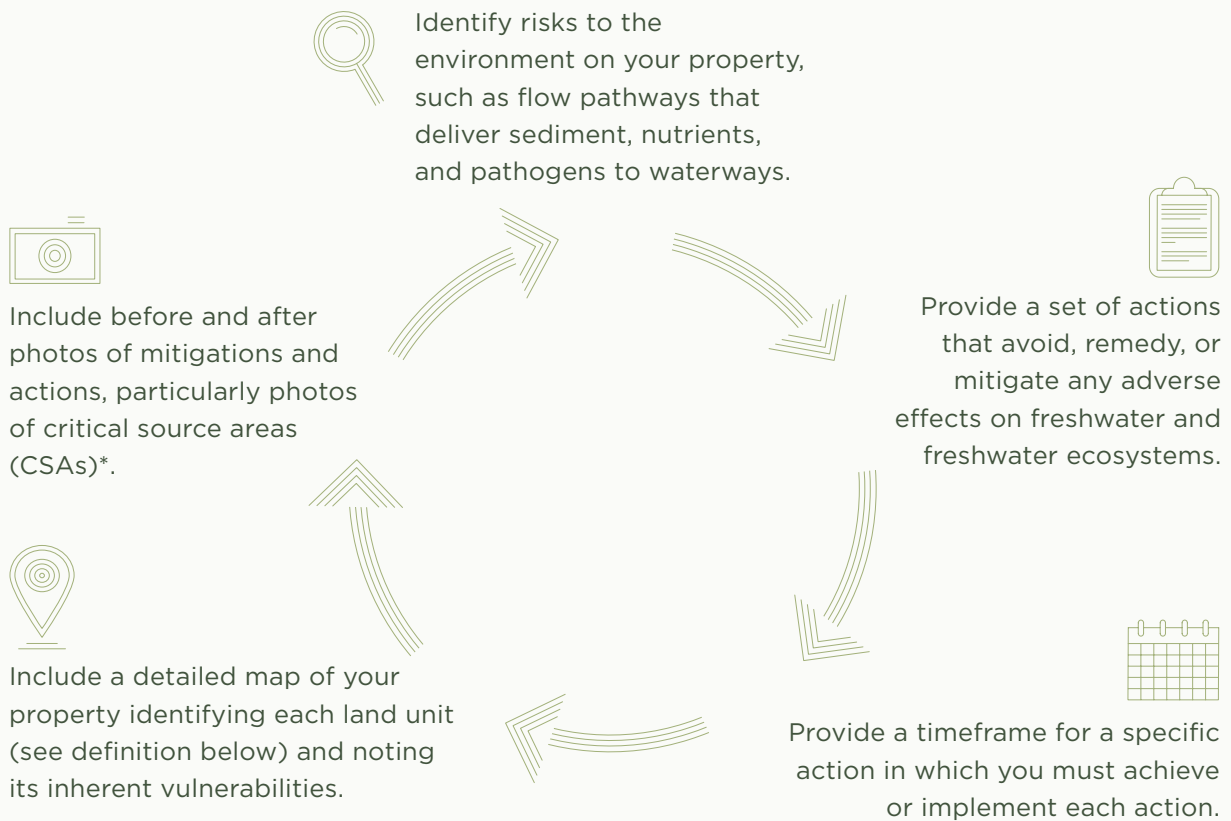 Identify risks to the
environment on your property,
such as flow pathways that
deliver sediment, nutrients,
and pathogens to waterways.
Provide a set of actions
that avoid, remedy, or
mitigate any adverse
effects on freshwater and
freshwater ecosystems.
Provide a timeframe for a specific
action in which you must achieve
or implement each action.
Include a detailed map of your
property identifying each land unit
(see definition below) and noting
its inherent vulnerabilities.
Include before and after
photos of mitigations and
actions, particularly photos
of critical source areas
(CSAs)*.